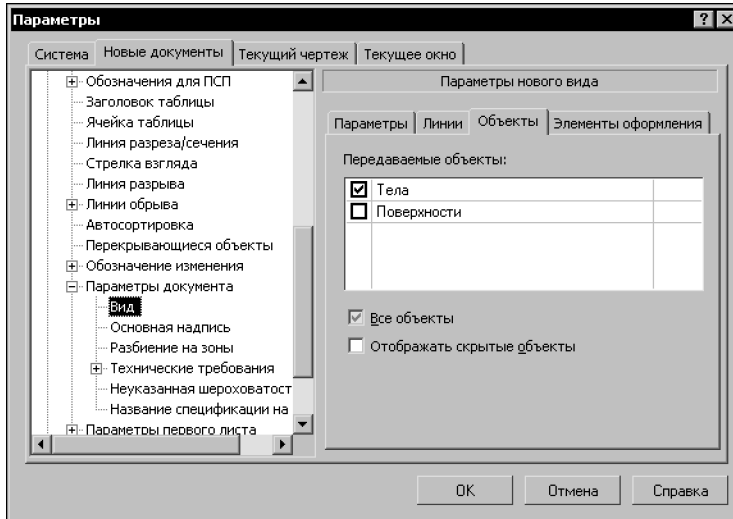 Параметры
Система
Новые документы
Текущий чертеж
Текущее окно
Обозначения для ПСП
Заголовок таблицы
Ячейка таблицы
Линия разреза/сечения
Стрелка взгляда
Линия разрыва
Линии обрыва
Автосортировка
Перекрывающиеся объекты
Обозначение изменения
Параметры документа
Вид
Основная надпись
Разбиение на зоны
Технические требования
Неуказанная шероховатост
Название спецификации на
Параметры первого листа
Параметры нового вида
Параметры
Линии
Объекты
Элементы оформления
Передаваемые объекты:
Тела
Поверхности
Все объекты
Отображать скрытые объекты
OK
Отмена
Справка